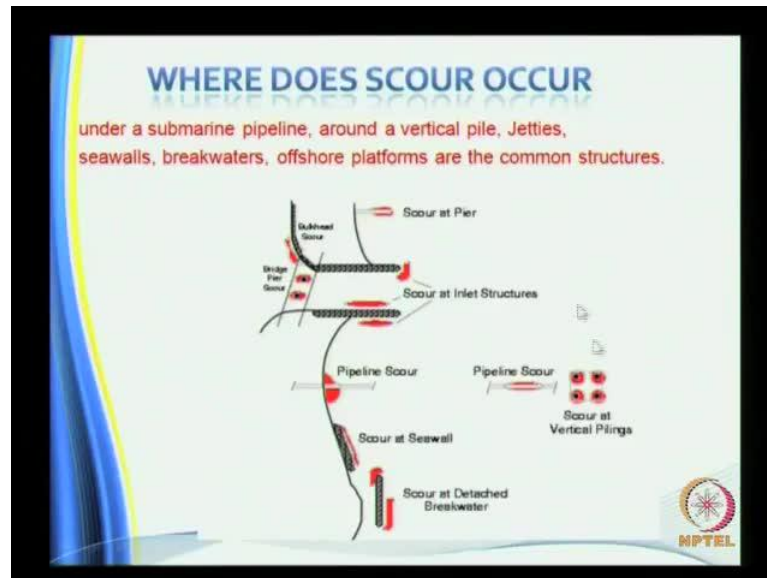 WHERE DOES SCOUR OCCUR
under a submarine pipeline, around a vertical pile, Jetties,
seawalls, breakwaters, offshore platforms are the common structures.
Scour at Pier
Bulkhead
Scour
Bridge
Pier
Scour
Scour at Inlet Structures
Pipeline Scour
Pipeline Scour
Scour at
Vertical Pilings
Scour at Seawall
Scour at Detached
Breakwater
NPTEL